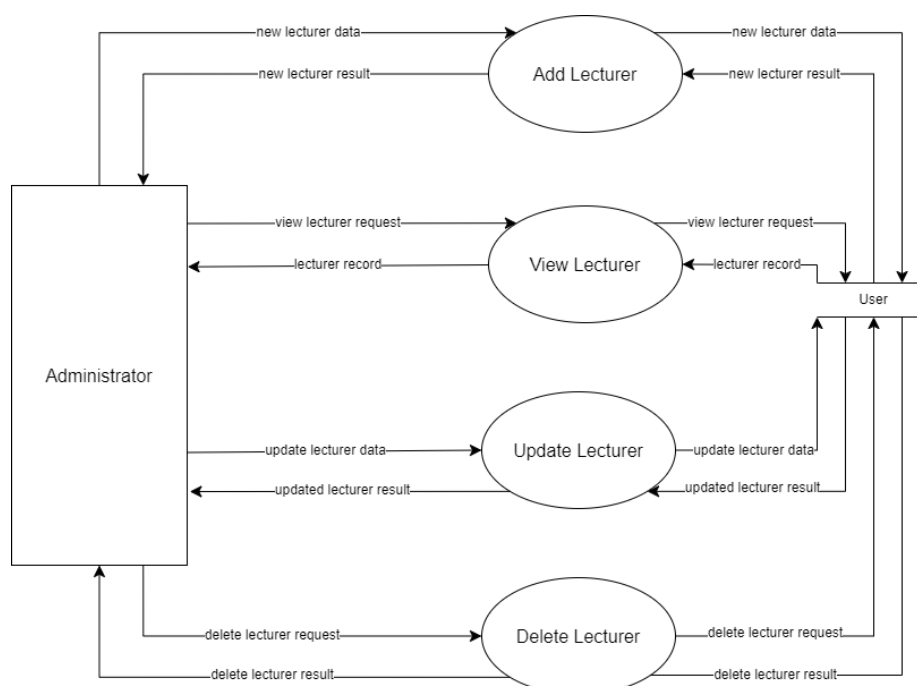 new lecturer data
new lecturer data
new lecturer result
Add Lecturer
new lecturer result
view lecturer request
view lecturer request
lecturer record
View Lecturer
lecturer record
User
Administrator
update lecturer data
Update Lecturer
update lecturer data
updated lecturer result
updated lecturer result
delete lecturer request
Delete Lecturer
delete lecturer request
delete lecturer result
delete lecturer result